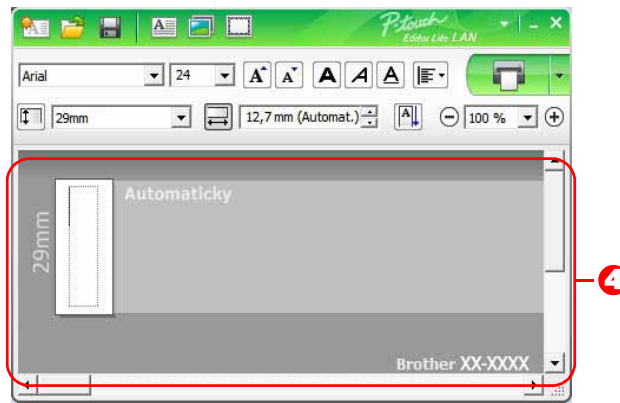 P-touch
Editor Lite LAN
Arial
24
A A A A A
29mm
12,7 mm (Automat.)
A
100 %
Automaticky
29mm
4
Brother XX-XXXX